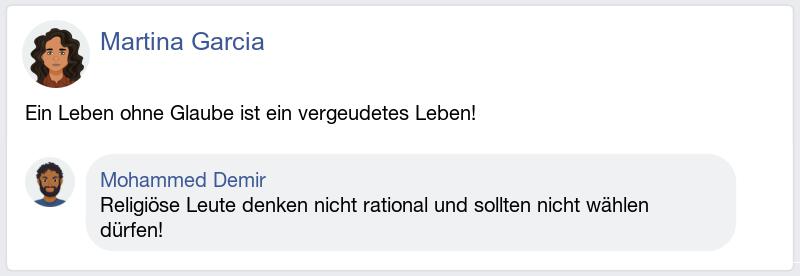 Martina Garcia
Ein Leben ohne Glaube ist ein vergeudetes Leben!
Mohammed Demir
Religiöse Leute denken nicht rational und sollten nicht wählen
dürfen!